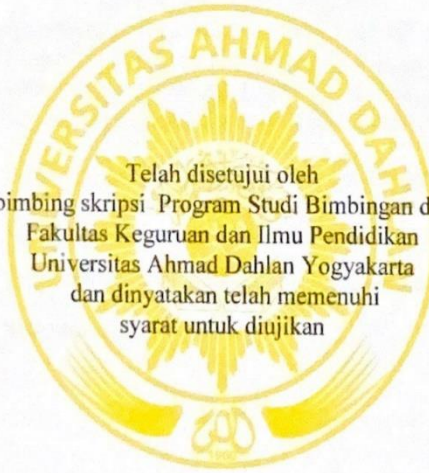 UNIVERSITAS AHMAD DAHLAN
Telah disetujui oleh
bimbing skripsi Program Studi Bimbingan d
Fakultas Keguruan dan Ilmu Pendidikan
Universitas Ahmad Dahlan Yogyakarta
dan dinyatakan telah memenuhi
syarat untuk diujikan
1960